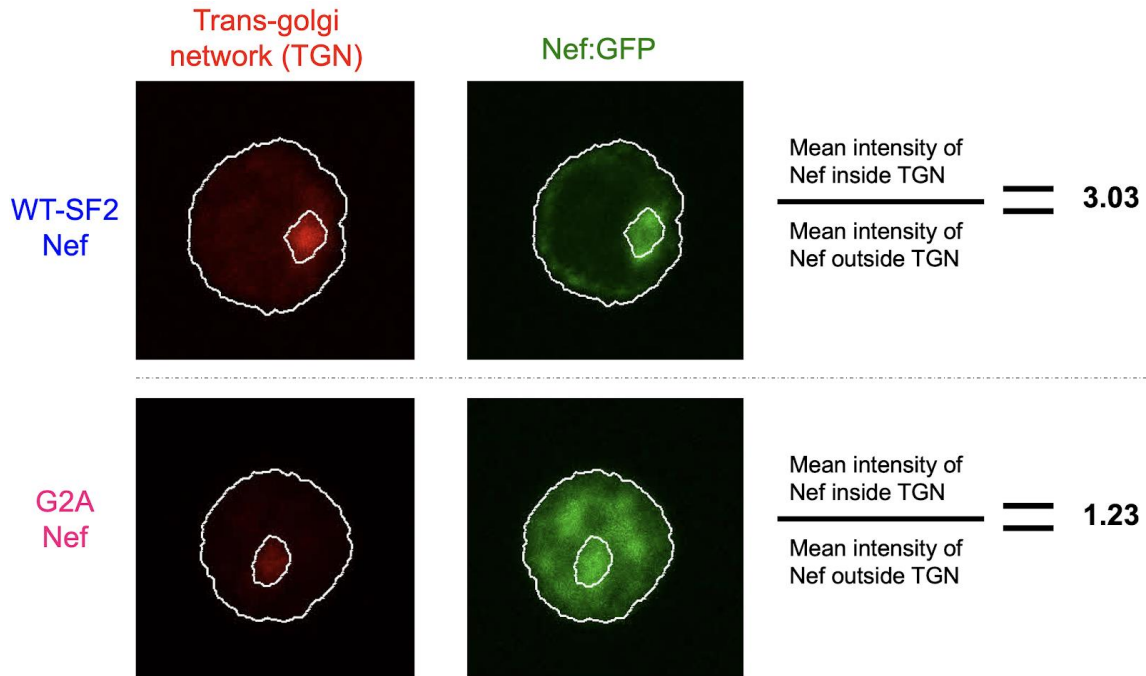 Trans-golgi
network (TGN)
Nef:GFP
WT-SF2
Nef
Mean intensity of
Nef inside TGN
Mean intensity of
Nef outside TGN
= 3.03
G2A
Nef
Mean intensity of
Nef inside TGN
Mean intensity of
Nef outside TGN
= 1.23